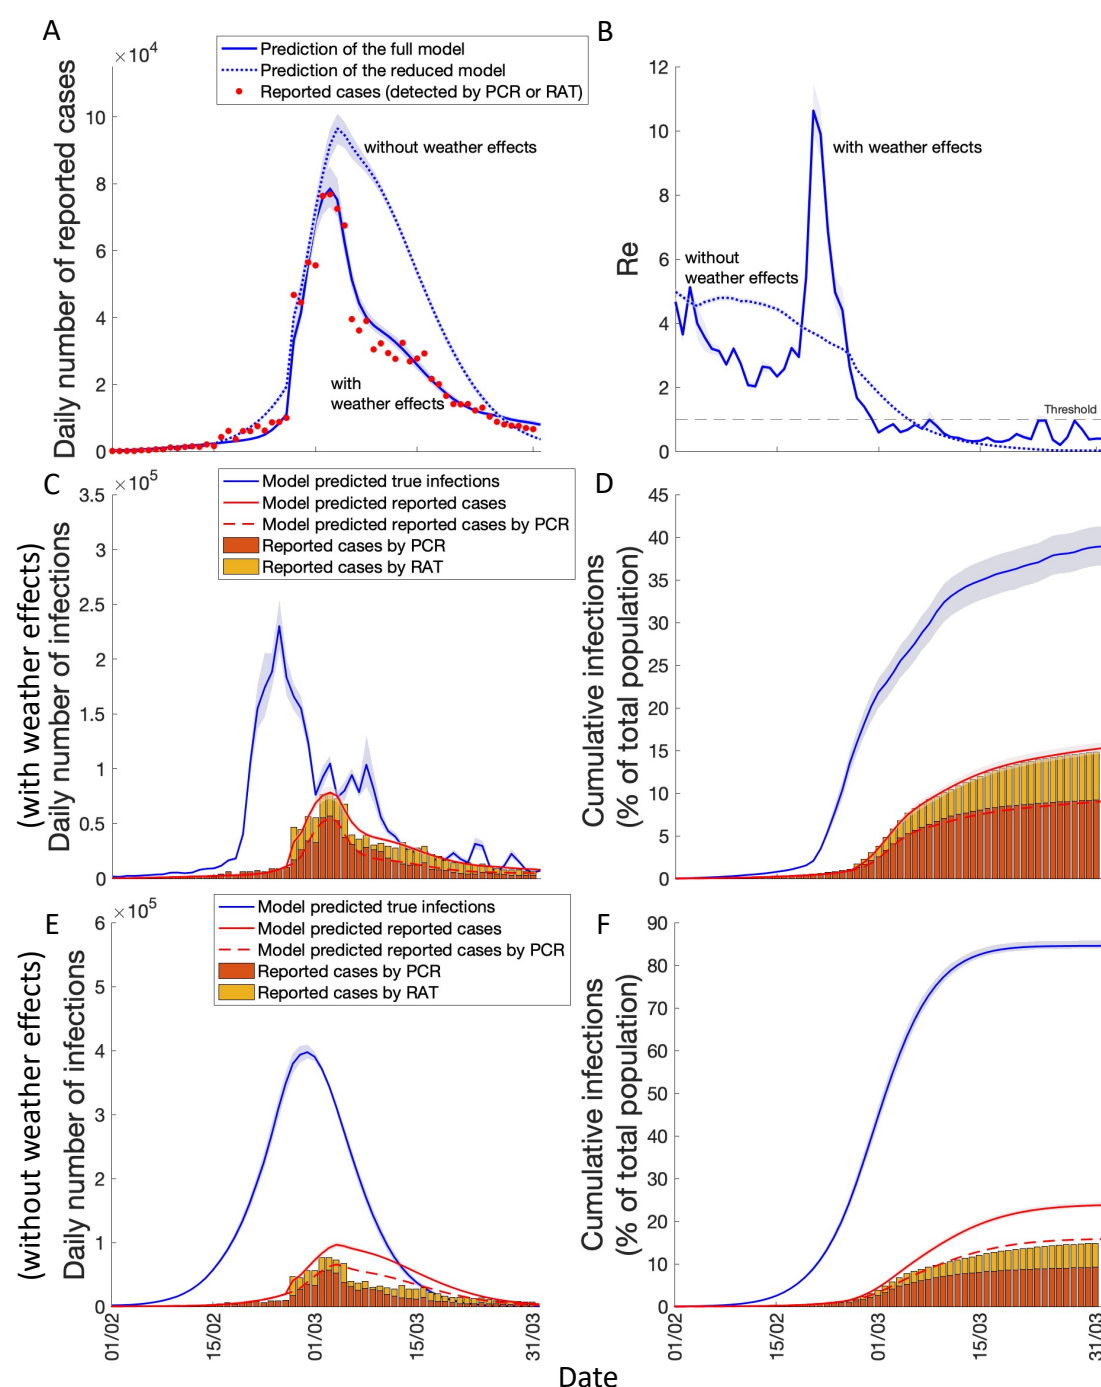 A
×10⁴
Daily number of reported cases
Prediction of the full model
Prediction of the reduced model
Reported cases (detected by PCR or RAT)
without weather effects
with
weather effects
10
8
6
4
2
0
B
Re
12
10
8
6
4
2
0
with weather effects
without
weather effects
Threshold
C
×10⁵
(with weather effects)
Daily number of infections
Model predicted true infections
Model predicted reported cases
Model predicted reported cases by PCR
Reported cases by PCR
Reported cases by RAT
3.5
3
2.5
2
1.5
1
0.5
0
D
Cumulative infections
(% of total population)
45
40
35
30
25
20
15
10
5
0
E
×10⁵
(without weather effects)
Daily number of infections
Model predicted true infections
Model predicted reported cases
Model predicted reported cases by PCR
Reported cases by PCR
Reported cases by RAT
6
5
4
3
2
1
0
01/02
15/02
01/03
15/03
31/03
F
Cumulative infections
(% of total population)
90
80
70
60
50
40
30
20
10
0
01/02
15/02
01/03
15/03
31/03
Date